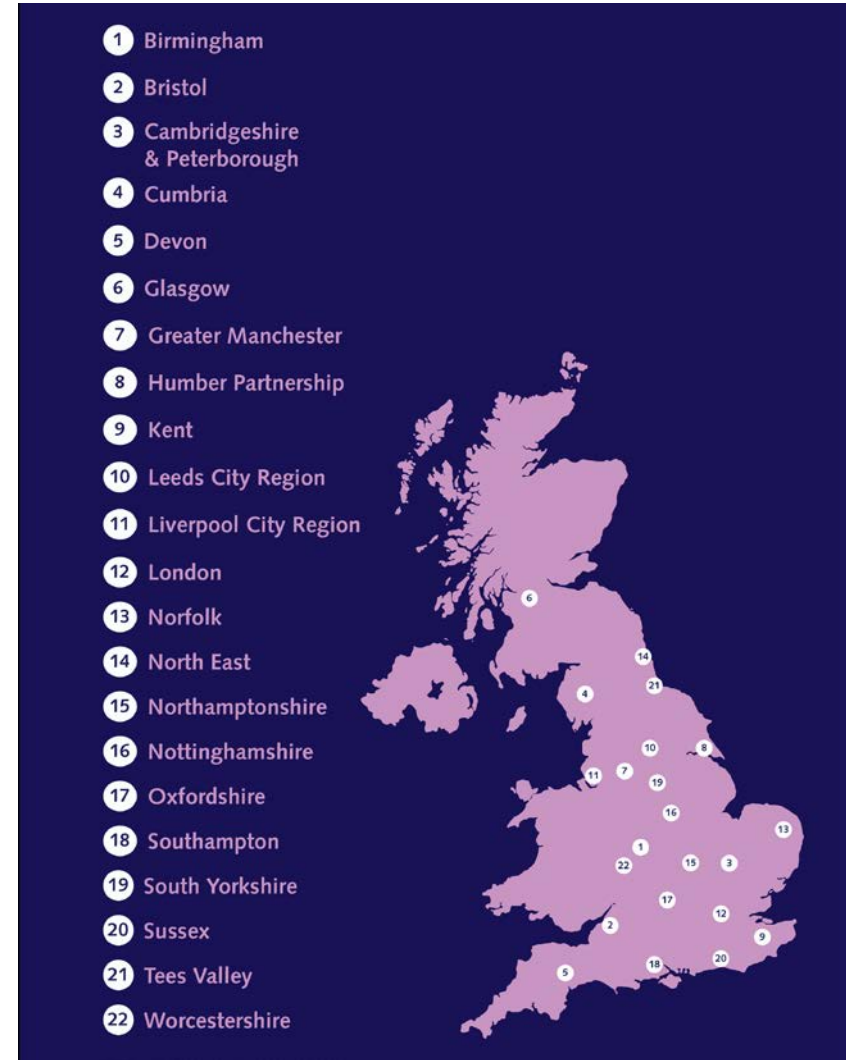 1 Birmingham
2 Bristol
3 Cambridgeshire
& Peterborough
4 Cumbria
5 Devon
6 Glasgow
7 Greater Manchester
8 Humber Partnership
9 Kent
10 Leeds City Region
11 Liverpool City Region
12 London
13 Norfolk
14 North East
15 Northamptonshire
16 Nottinghamshire
17 Oxfordshire
18 Southampton
19 South Yorkshire
20 Sussex
21 Tees Valley
22 Worcestershire
6
14
21
4
10
8
11
7
19
16
13
1
22
15
3
17
12
2
9
18
20
5